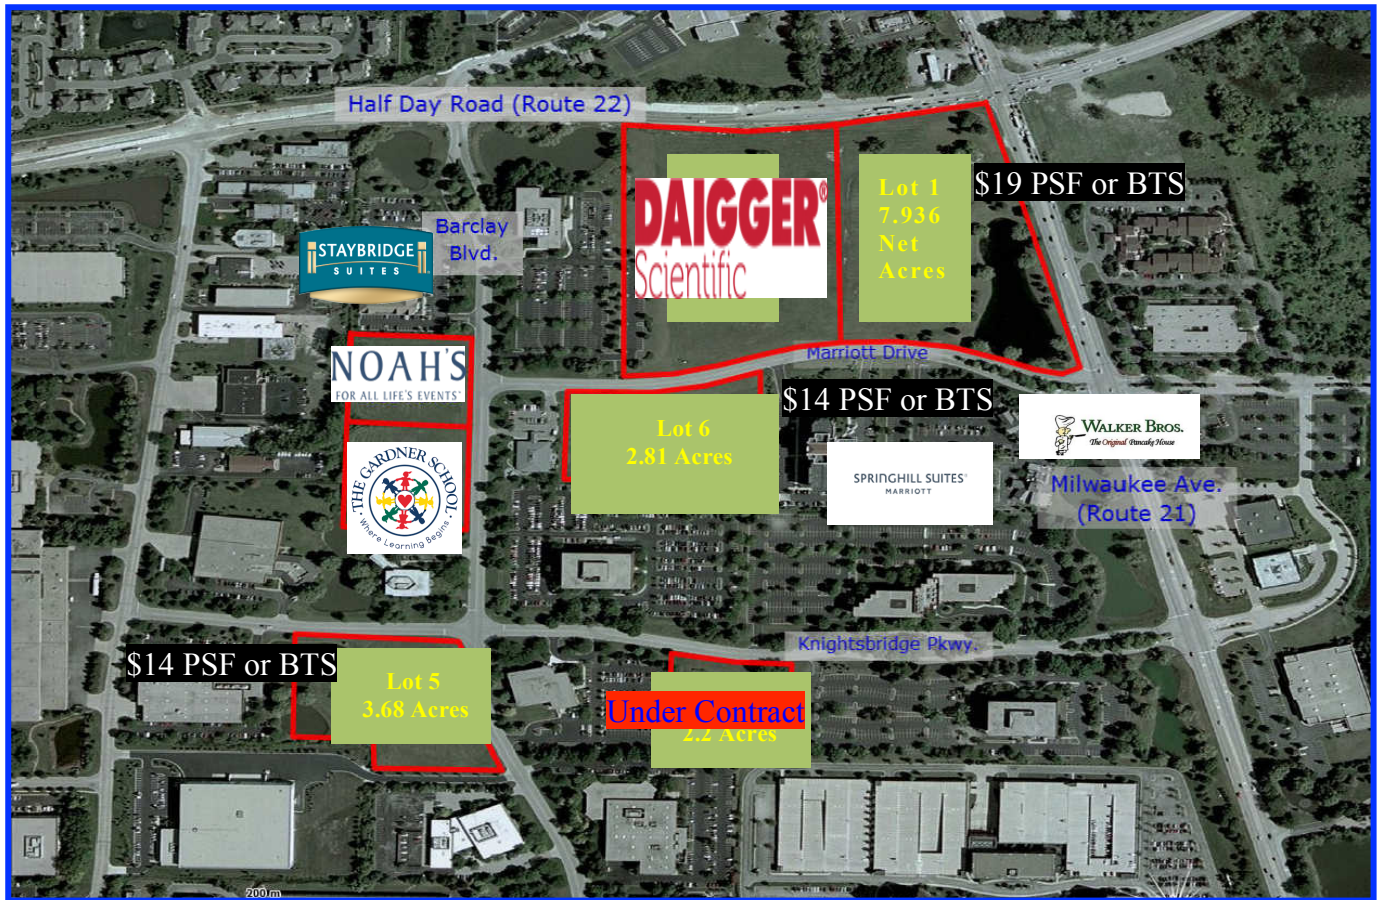 Half Day Road (Route 22)
DAIGGER®
Scientific
Lot 1
7.936
Net
Acres
$19 PSF or BTS
Barclay
Blvd.
STAYBRIDGE
SUITES
NOAH'S
FOR ALL LIFE'S EVENTS
Marriott Drive
$14 PSF or BTS
Lot 6
2.81 Acres
WALKER BROS.
The Original Pancake House
THE GARDNER SCHOOL
Where Learning Begins
SPRINGHILL SUITES®
MARRIOTT
Milwaukee Ave.
(Route 21)
Knightsbridge Pkwy.
$14 PSF or BTS
Lot 5
3.68 Acres
Under Contract
2.2 Acres
200 m